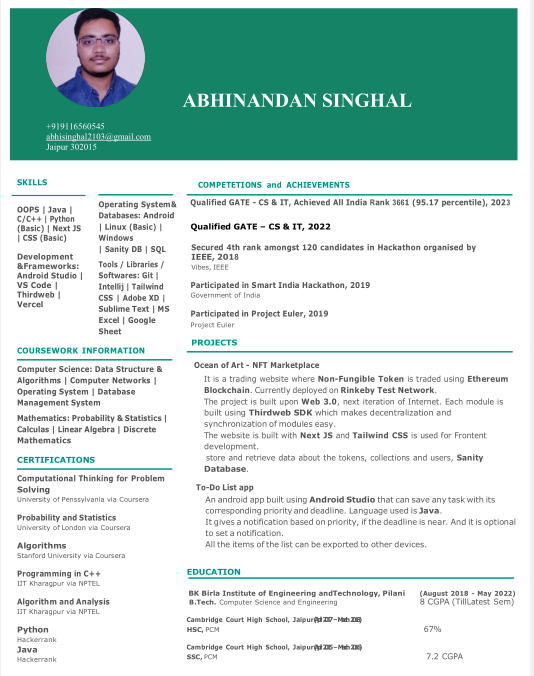 ABHINANDAN SINGHAL
+919116560545
abhisinghal2103@gmail.com
Jaipur 302015
SKILLS
OOPS | Java |
C/C++ | Python
(Basic) | Next JS
| CSS (Basic)
Development
&Frameworks:
Android Studio |
VS Code |
Thirdweb |
Vercel
Operating System&
Databases: Android
| Linux (Basic) |
Windows
| Sanity DB | SQL
Tools / Libraries /
Softwares: Git |
Intellij | Tailwind
CSS | Adobe XD |
Sublime Text | MS
Excel | Google
Sheet
COURSEWORK INFORMATION
Computer Science: Data Structure &
Algorithms | Computer Networks |
Operating System | Database
Management System
Mathematics: Probability & Statistics |
Calculas | Linear Algebra | Discrete
Mathematics
CERTIFICATIONS
Computational Thinking for Problem
Solving
University of Penssylvania via Coursera
Probability and Statistics
University of London via Coursera
Algorithms
Stanford University via Coursera
Programming in C++
IIT Kharagpur via NPTEL
Algorithm and Analysis
IIT Kharagpur via NPTEL
Python
Hackerrank
Java
Hackerrank
COMPETETIONS and ACHIEVEMENTS
Qualified GATE - CS & IT, Achieved All India Rank 3661 (95.17 percentile), 2023
Qualified GATE – CS & IT, 2022
Secured 4th rank amongst 120 candidates in Hackathon organised by
IEEE, 2018
Vibes, IEEE
Participated in Smart India Hackathon, 2019
Government of India
Participated in Project Euler, 2019
Project Euler
PROJECTS
Ocean of Art - NFT Marketplace
It is a trading website where Non-Fungible Token is traded using Ethereum
Blockchain. Currently deployed on Rinkeby Test Network.
The project is built upon Web 3.0, next iteration of Internet. Each module is
built using Thirdweb SDK which makes decentralization and
synchronization of modules easy.
The website is built with Next JS and Tailwind CSS is used for Frontent
development.
store and retrieve data about the tokens, collections and users, Sanity
Database.
To-Do List app
An android app built using Android Studio that can save any task with its
corresponding priority and deadline. Language used is Java.
It gives a notification based on priority, if the deadline is near. And it is optional
to set a notification.
All the items of the list can be exported to other devices.
EDUCATION
BK Birla Institute of Engineering andTechnology, Pilani (August 2018 - May 2022)
B.Tech. Computer Science and Engineering 8 CGPA (TillLatest Sem)
Cambridge Court High School, Jaipur
HSC, PCM 67%
Cambridge Court High School, Jaipur
SSC, PCM 7.2 CGPA